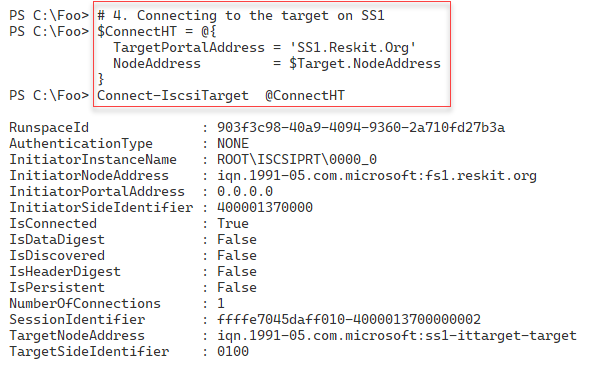 PS C:\Foo> # 4. Connecting to the target on SS1
PS C:\Foo> $ConnectHT = @{
  TargetPortalAddress = 'SS1.Reskit.Org'
  NodeAddress         = $Target.NodeAddress
}
PS C:\Foo> Connect-IscsiTarget  @ConnectHT
RunspaceId              : 903f3c98-40a9-4094-9360-2a710fd27b3a
AuthenticationType      : NONE
InitiatorInstanceName   : ROOT\ISCSIPRT\0000_0
InitiatorNodeAddress    : iqn.1991-05.com.microsoft:fs1.reskit.org
InitiatorPortalAddress  : 0.0.0.0
InitiatorSideIdentifier : 400001370000
IsConnected             : True
IsDataDigest            : False
IsDiscovered            : False
IsHeaderDigest          : False
IsPersistent            : False
NumberOfConnections     : 1
SessionIdentifier       : ffffe7045daff010-4000013700000002
TargetNodeAddress       : iqn.1991-05.com.microsoft:ss1-ittarget-target
TargetSideIdentifier    : 0100